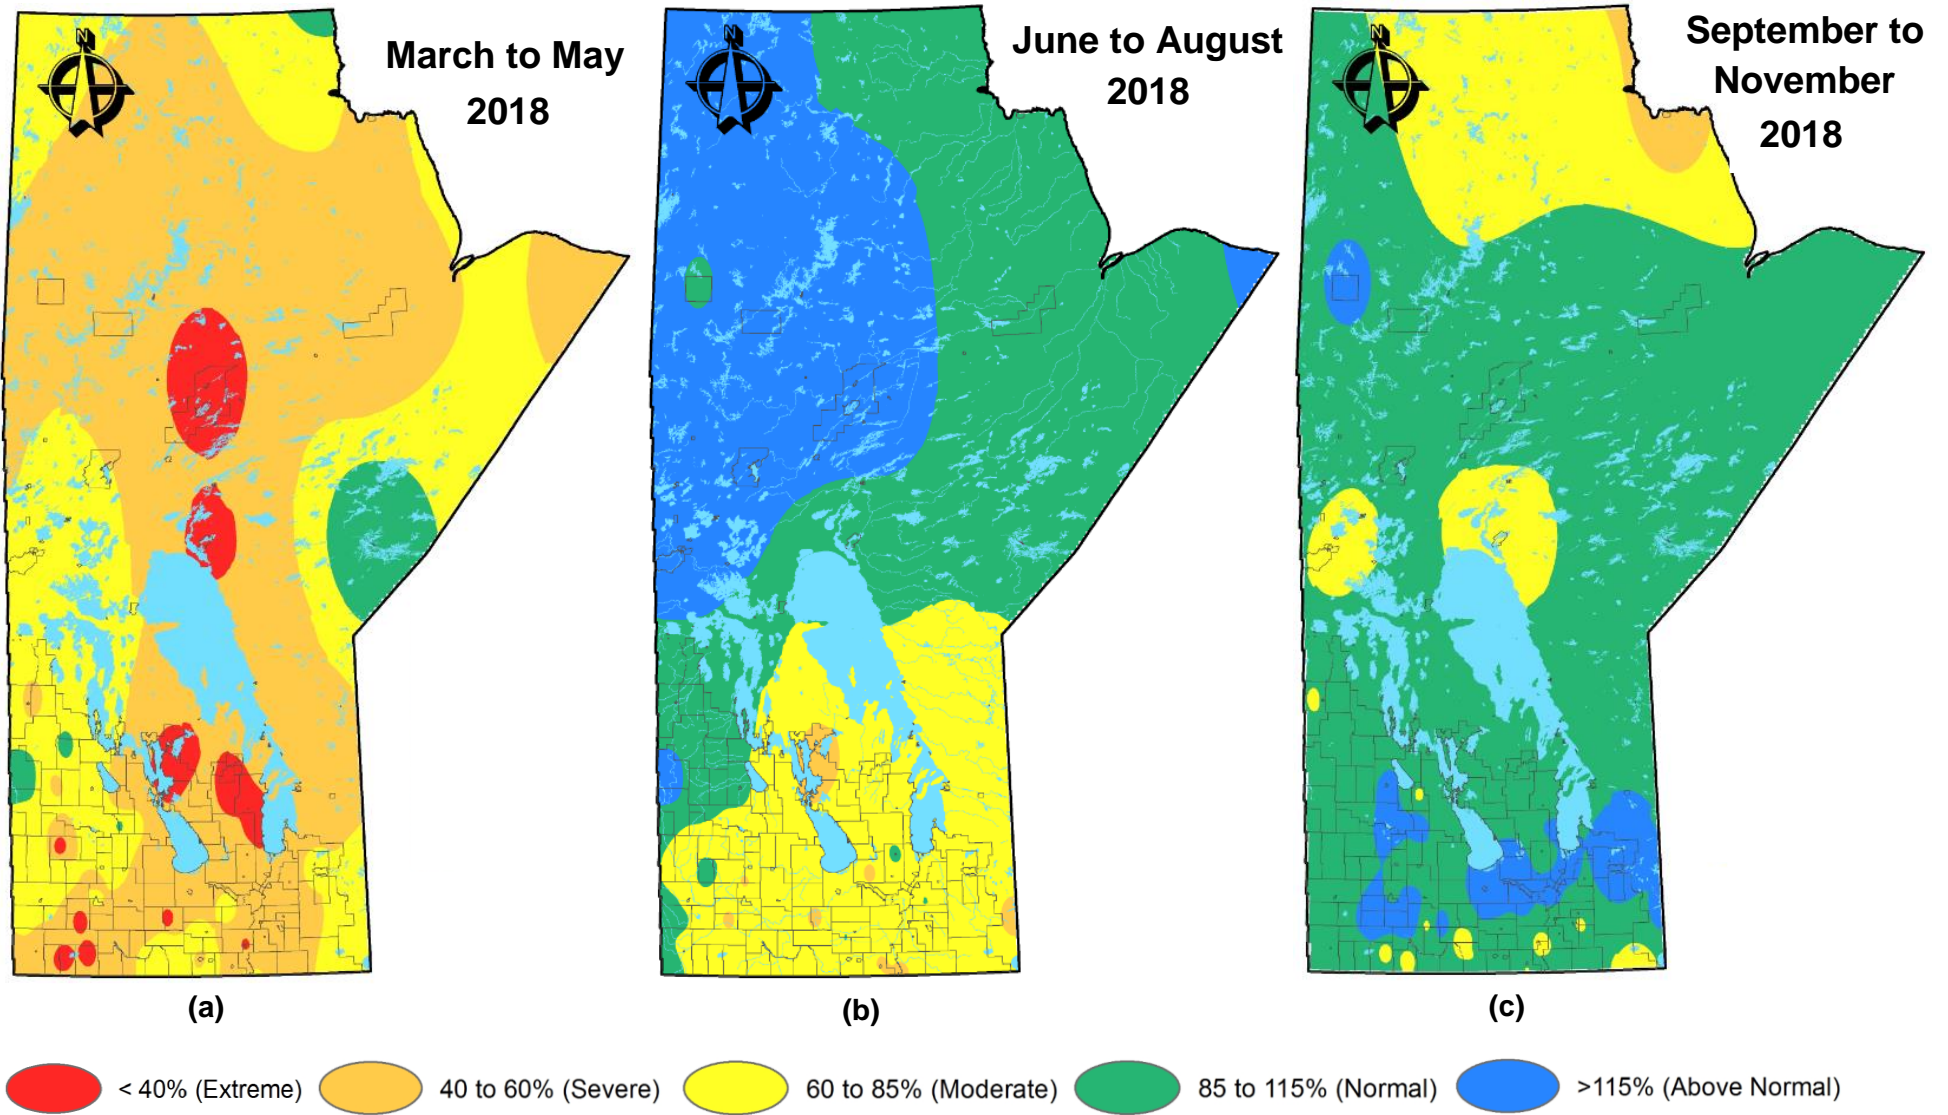 N
March to May
2018
N
June to August
2018
N
September to
November
2018
(a)
(b)
(c)
< 40% (Extreme)
40 to 60% (Severe)
60 to 85% (Moderate)
85 to 115% (Normal)
>115% (Above Normal)